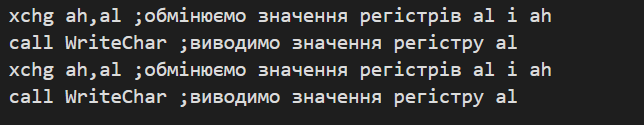 xchg ah,al ;обмінюємо значення регістрів al і ah
call WriteChar ;виводимо значення регістру al
xchg ah,al ;обмінюємо значення регістрів al і ah
call WriteChar ;виводимо значення регістру al